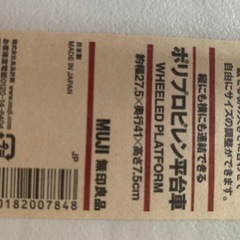 自由にサイズの調整ができま
縦にも横にも連結できる
ポリプロピレン平台車
WHEELED PLATFORM
約幅27.5×奥行41×高さ7.5cm
MUJI 無印良品
JP
日本製
MADE IN JAPAN
0182007848